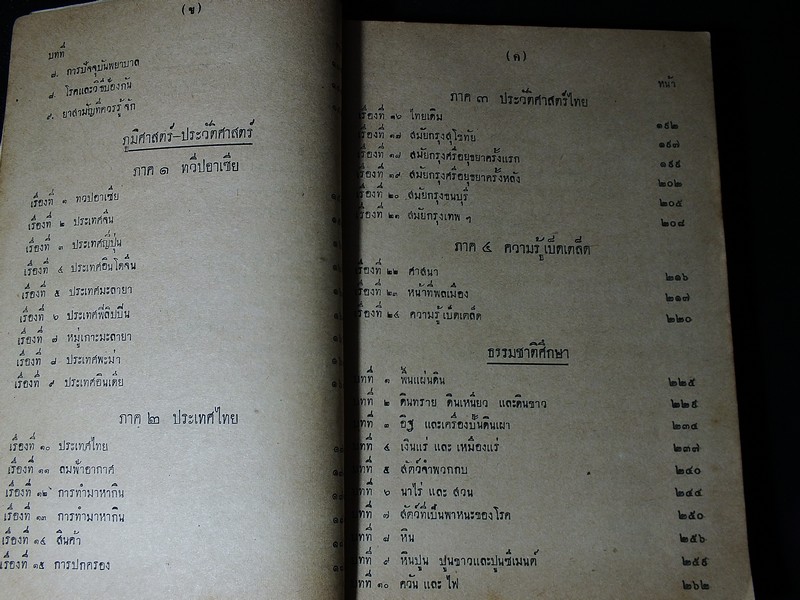 (ข)
บทที่
๗. การปัจจุบันพยาบาล
๘. โรคและวิธีป้องกัน
๙. ยาสามัญที่ควรรู้จัก
ภูมิศาสตร์-ประวัติศาสตร์
ภาค ๑ ทวีปอาเซีย
เรื่องที่ ๑ ทวีปอาเซีย
เรื่องที่ ๒ ประเทศจีน
เรื่องที่ ๓ ประเทศญี่ปุ่น
เรื่องที่ ๔ ประเทศอินโดจีน
เรื่องที่ ๕ ประเทศมะลายา
เรื่องที่ ๖ ประเทศฟิลิปปิน
เรื่องที่ ๗ หมู่เกาะมะลายา
เรื่องที่ ๘ ประเทศพะม่า
เรื่องที่ ๙ ประเทศอินเดีย
ภาค ๒ ประเทศไทย
เรื่องที่ ๑๐ ประเทศไทย
เรื่องที่ ๑๑ ลมฟ้าอากาศ
เรื่องที่ ๑๒ การทำมาหากิน
เรื่องที่ ๑๓ การทำมาหากิน
เรื่องที่ ๑๔ สินค้า
เรื่องที่ ๑๕ การปกครอง
(ค)
หน้า
ภาค ๓ ประวัติศาสตร์ไทย
เรื่องที่ ๑๖ ไทยเดิม ๑๙๒
เรื่องที่ ๑๗ สมัยกรุงสุโขทัย ๑๙๗
เรื่องที่ ๑๘ สมัยกรุงศรีอยุธยาครั้งแรก ๑๙๙
เรื่องที่ ๑๙ สมัยกรุงศรีอยุธยาครั้งหลัง ๒๐๒
เรื่องที่ ๒๐ สมัยกรุงธนบุรี ๒๐๕
เรื่องที่ ๒๑ สมัยกรุงเทพ ฯ ๒๐๘
ภาค ๔ ความรู้เบ็ดเตล็ด
เรื่องที่ ๒๒ ศาสนา ๒๑๖
เรื่องที่ ๒๓ หน้าที่พลเมือง ๒๑๗
เรื่องที่ ๒๔ ความรู้เบ็ดเตล็ด ๒๒๐
ธรรมชาติศึกษา
บทที่ ๑ พื้นแผ่นดิน ๒๒๕
บทที่ ๒ ดินทราย ดินเหนียว และดินขาว ๒๒๙
บทที่ ๓ อิฐ และเครื่องปั้นดินเผา ๒๓๔
บทที่ ๔ เงินแร่ และ เหมืองแร่ ๒๓๗
บทที่ ๕ สัตว์จำพวกกบ ๒๔๐
บทที่ ๖ นาไร่ และ สวน ๒๔๔
บทที่ ๗ สัตว์ที่เป็นพาหนะของโรค ๒๕๐
บทที่ ๘ หิน ๒๕๖
บทที่ ๙ หินปูน ปูนขาวและปูนซีเมนต์ ๒๕๙
บทที่ ๑๐ ควัน และ ไฟ ๒๖๒